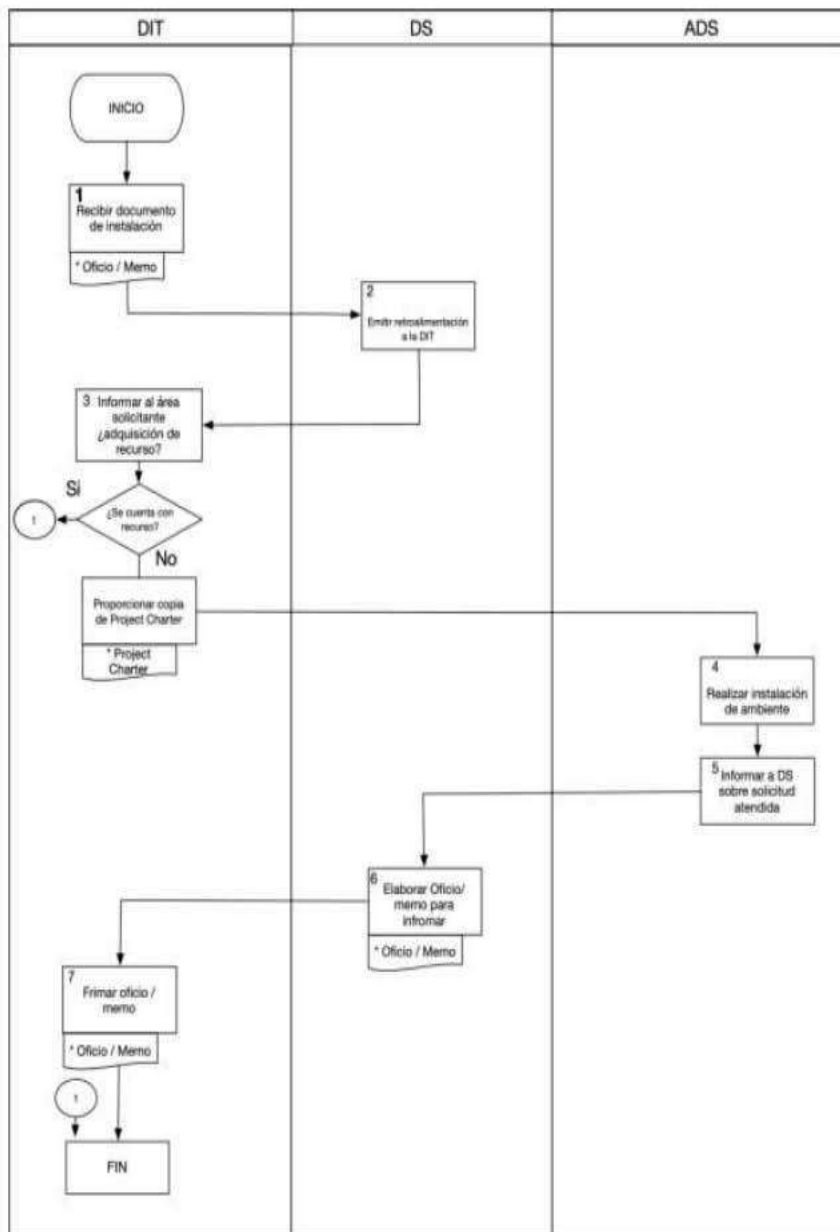 DIT
DS
ADS
INICIO
1
Recibir documento
de instalación
* Oficio / Memo
2
Emitir retroalimentación
a la DIT
3 Informar al área
solicitante
¿adquisición de
recurso?
Si
1
¿Se cuenta con
recurso?
No
Proporcionar copia
de Project Charter
* Project
Charter
4
Realizar instalación
de ambiente
5 Informar a DS
sobre solicitud
atendida
6
Elaborar Oficio/
memo para
infromar
* Oficio / Memo
7
Frimar oficio /
memo
* Oficio / Memo
1
FIN